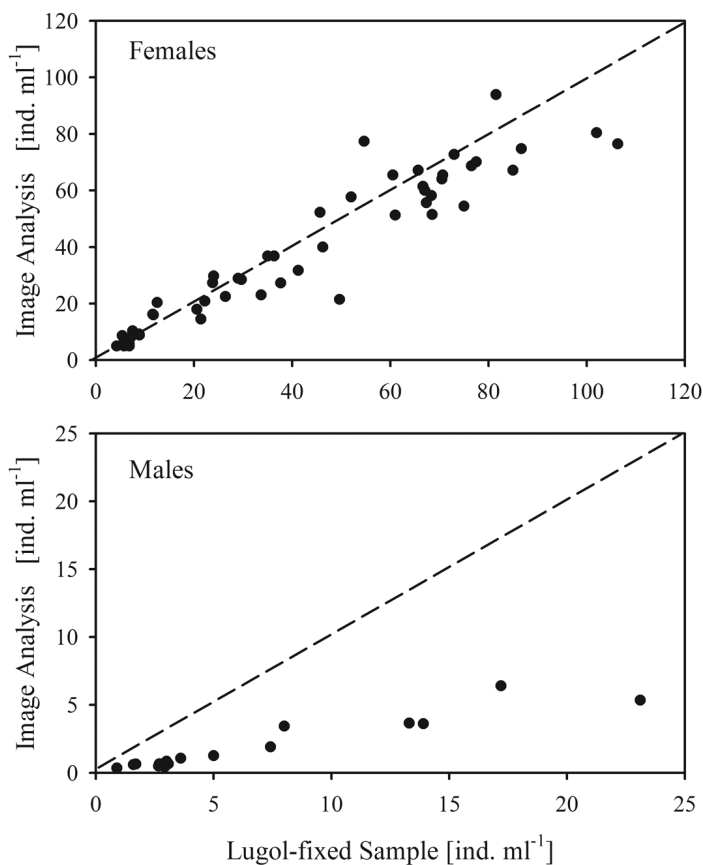 120
Females
100
80
60
40
20
0
Image Analysis [ind. ml-1]
0 20 40 60 80 100 120
25
Males
20
15
10
5
0
Image Analysis [ind. ml-1]
0 5 10 15 20 25
Lugol-fixed Sample [ind. ml-1]